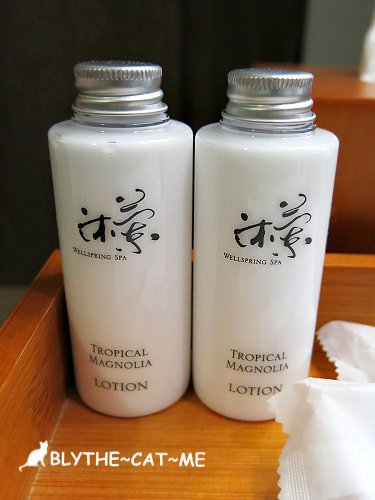 沐蘭
WELLSPRING SPA
TROPICAL
MAGNOLIA
LOTION
沐蘭
WELLSPRING SPA
TROPICAL
MAGNOLIA
LOTION
BLYTHE~CAT~ME